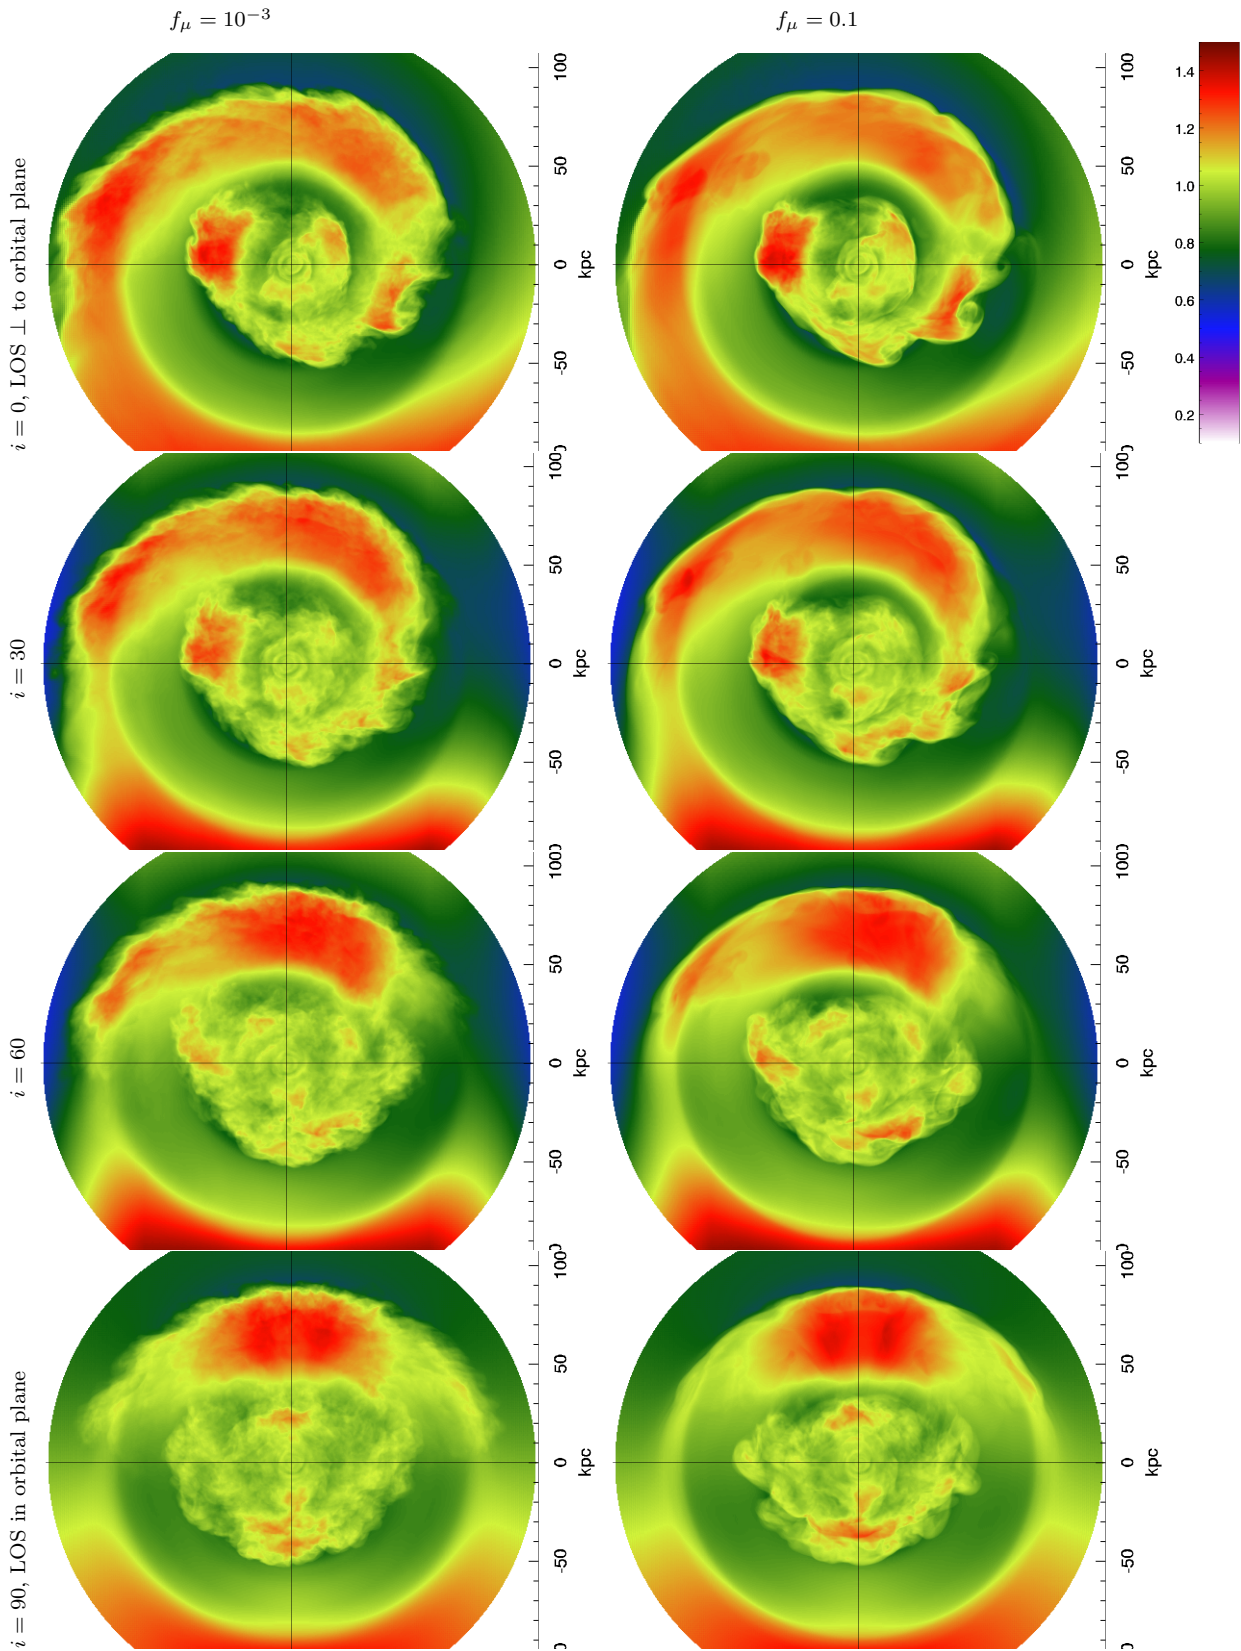 f_μ = 10⁻³
f_μ = 0.1
i = 0, LOS ⊥ to orbital plane
100
50
0
-50
kpc
100
50
0
-50
kpc
1.4
1.2
1.0
0.8
0.6
0.4
0.2
i = 30
100
50
0
-50
kpc
100
50
0
-50
kpc
i = 60
100
50
0
-50
kpc
100
50
0
-50
kpc
i = 90, LOS in orbital plane
100
50
0
-50
kpc
100
50
0
-50
kpc